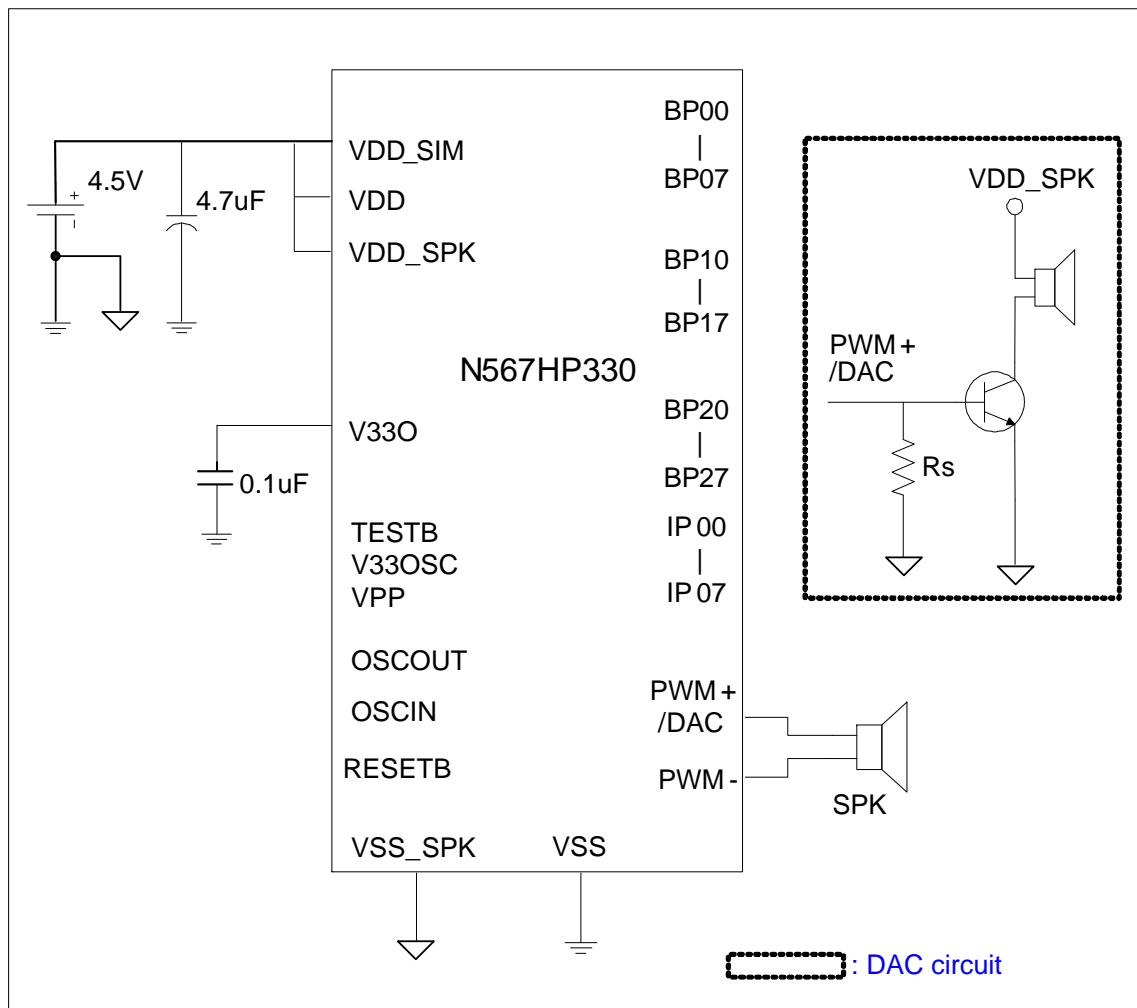 4.5V
+
-
4.7uF
VDD_SIM
VDD
VDD_SPK
V33O
0.1uF
TESTB
V33OSC
VPP
OSCOUT
OSCIN
RESETB
VSS_SPK
VSS
N567HP330
BP00
|
BP07
BP10
|
BP17
BP20
|
BP27
IP00
|
IP07
PWM+
/DAC
PWM-
SPK
VDD_SPK
PWM+
/DAC
Rs
: DAC circuit